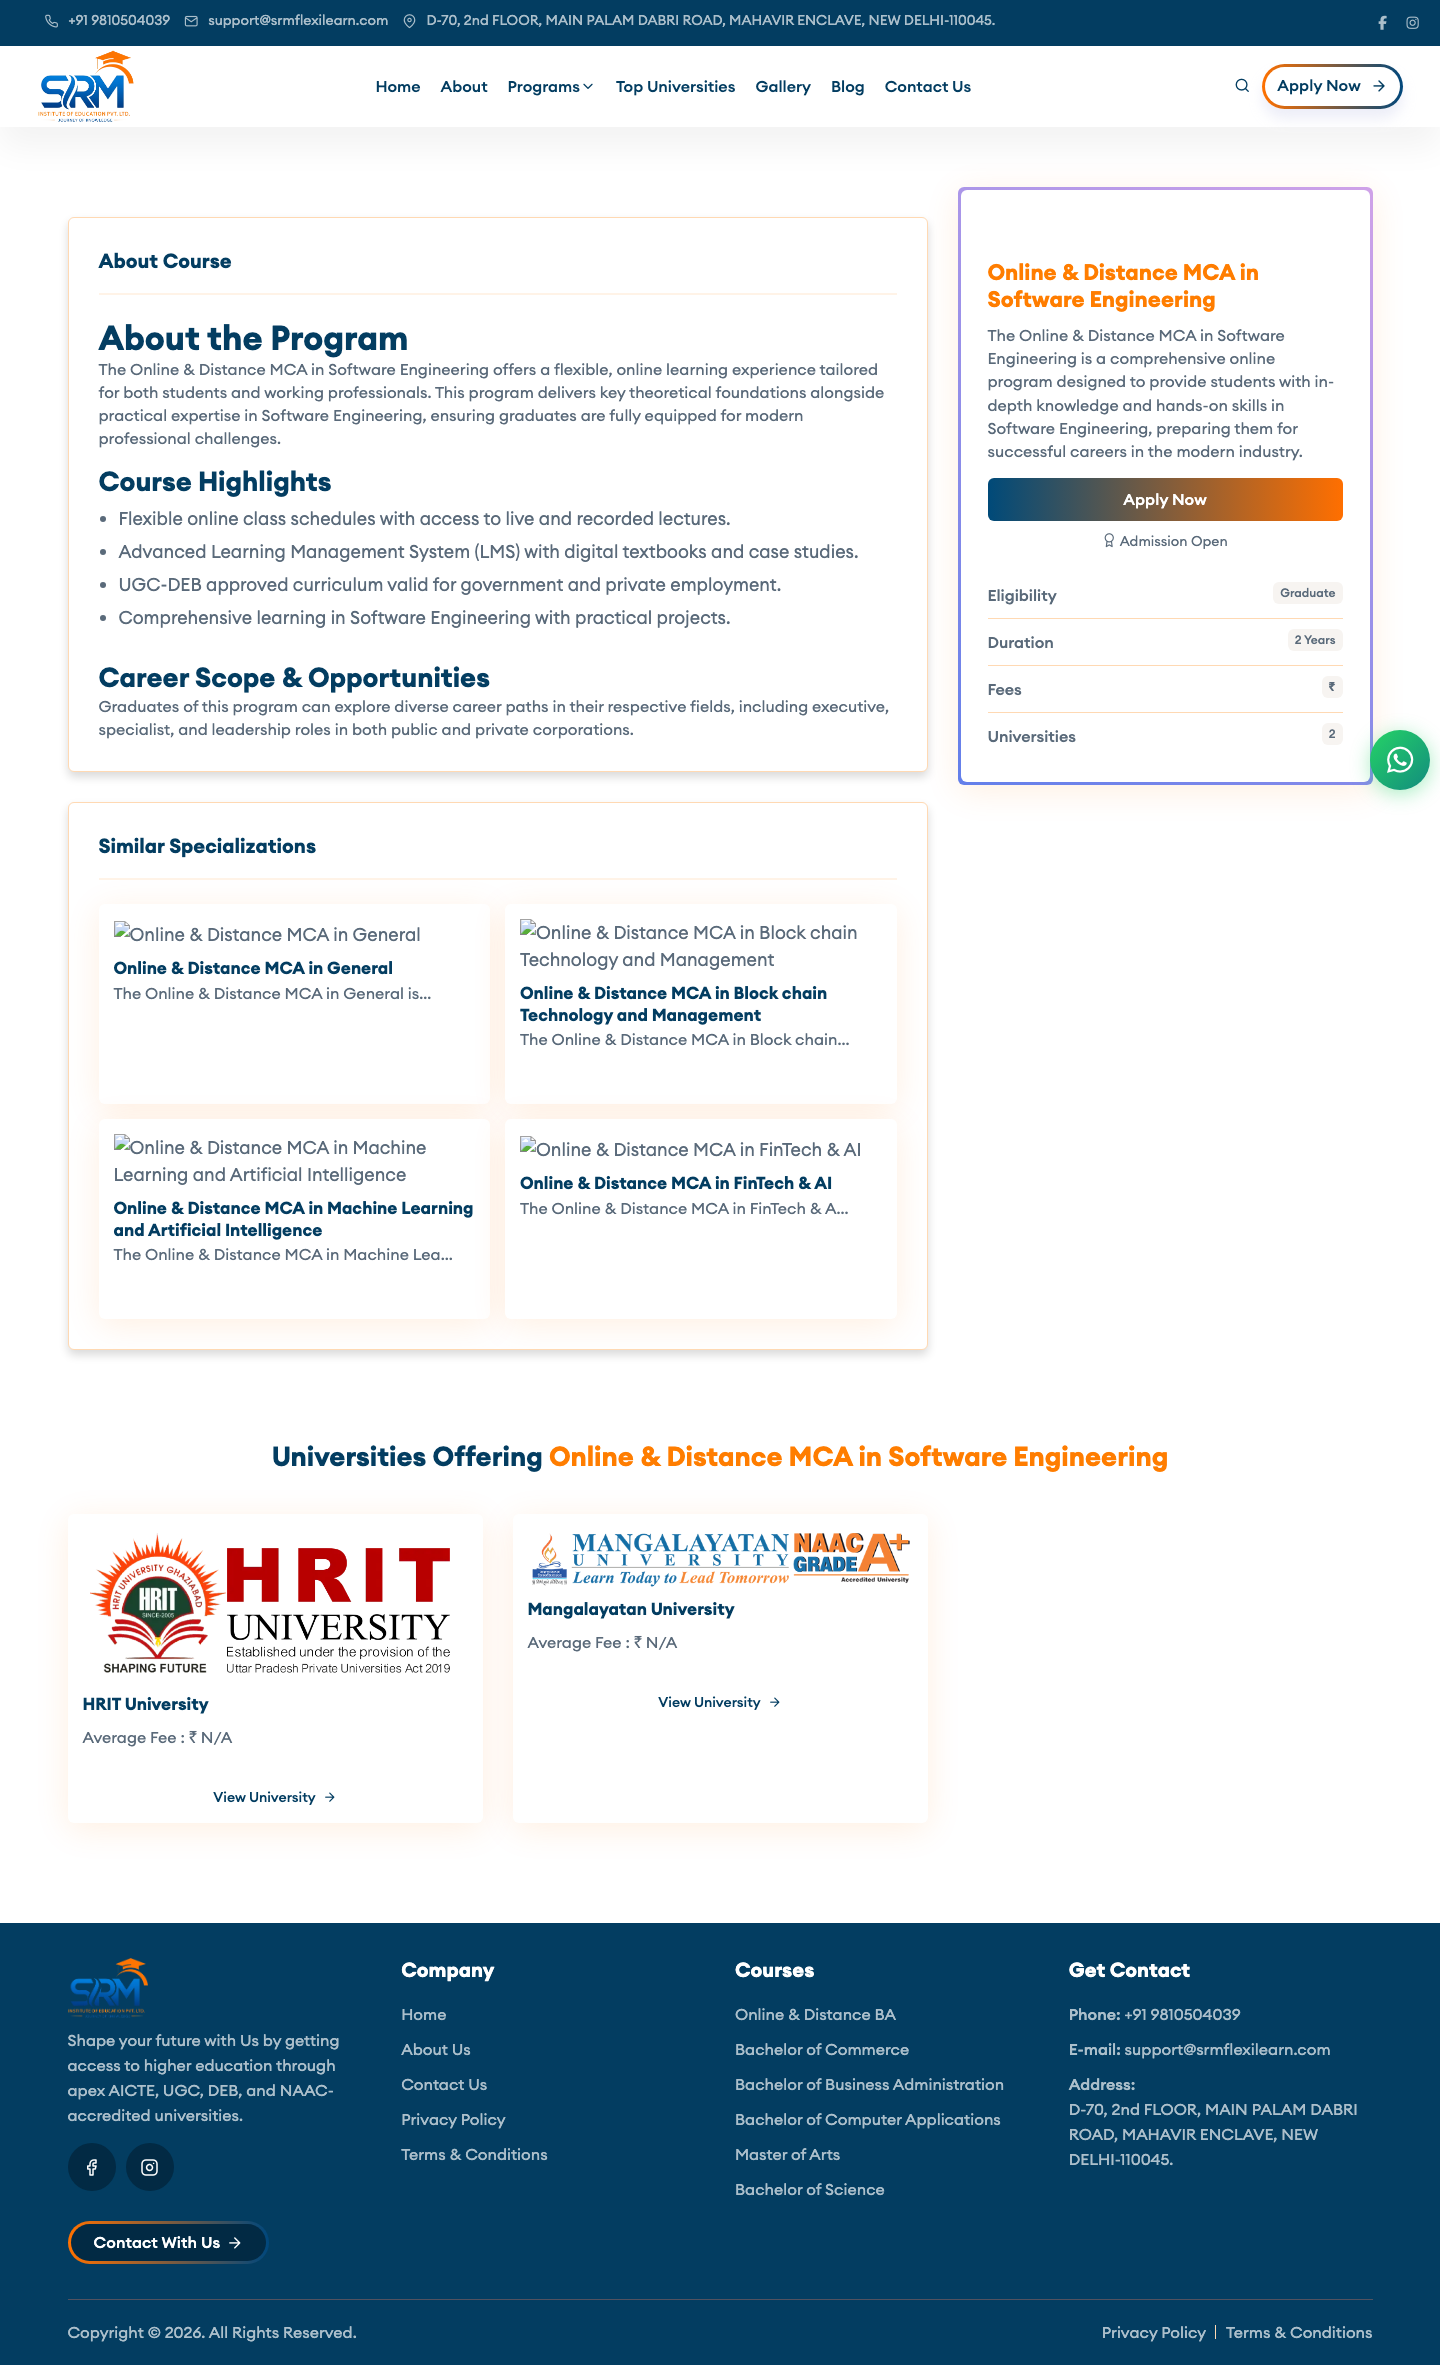 +91 9810504039 support@srmflexilearn.com D-70, 2nd FLOOR, MAIN PALAM DABRI ROAD, MAHAVIR ENCLAVE, NEW DELHI-110045.
SRM
INSTITUTE OF EDUCATION PVT. LTD.
JOURNEY OF KNOWLEDGE
Home About Programs Top Universities Gallery Blog Contact Us
Apply Now
About Course
About the Program
The Online & Distance MCA in Software Engineering offers a flexible, online learning experience tailored
for both students and working professionals. This program delivers key theoretical foundations alongside
practical expertise in Software Engineering, ensuring graduates are fully equipped for modern
professional challenges.
Course Highlights
• Flexible online class schedules with access to live and recorded lectures.
• Advanced Learning Management System (LMS) with digital textbooks and case studies.
• UGC-DEB approved curriculum valid for government and private employment.
• Comprehensive learning in Software Engineering with practical projects.
Career Scope & Opportunities
Graduates of this program can explore diverse career paths in their respective fields, including executive,
specialist, and leadership roles in both public and private corporations.
Online & Distance MCA in
Software Engineering
The Online & Distance MCA in Software
Engineering is a comprehensive online
program designed to provide students with in-
depth knowledge and hands-on skills in
Software Engineering, preparing them for
successful careers in the modern industry.
Apply Now
Admission Open
Eligibility Graduate
Duration 2 Years
Fees ₹
Universities 2
Similar Specializations
Online & Distance MCA in General
Online & Distance MCA in General
The Online & Distance MCA in General is...
Online & Distance MCA in Block chain
Technology and Management
Online & Distance MCA in Block chain
Technology and Management
The Online & Distance MCA in Block chain...
Online & Distance MCA in Machine
Learning and Artificial Intelligence
Online & Distance MCA in Machine Learning
and Artificial Intelligence
The Online & Distance MCA in Machine Lea...
Online & Distance MCA in FinTech & AI
Online & Distance MCA in FinTech & AI
The Online & Distance MCA in FinTech & A...
Universities Offering Online & Distance MCA in Software Engineering
HRIT UNIVERSITY GHAZIABAD
HRIT
SINCE-2005
SHAPING FUTURE
HRIT
UNIVERSITY
Established under the provision of the
Uttar Pradesh Private Universities Act 2019
HRIT University
Average Fee : ₹ N/A
View University
MANGALAYATAN
UNIVERSITY
Learn Today to Lead Tomorrow
NAAC
GRADE A+
Accredited University
Mangalayatan University
Average Fee : ₹ N/A
View University
SRM
INSTITUTE OF EDUCATION PVT. LTD.
Shape your future with Us by getting
access to higher education through
apex AICTE, UGC, DEB, and NAAC-
accredited universities.
Contact With Us
Company
Home
About Us
Contact Us
Privacy Policy
Terms & Conditions
Courses
Online & Distance BA
Bachelor of Commerce
Bachelor of Business Administration
Bachelor of Computer Applications
Master of Arts
Bachelor of Science
Get Contact
Phone: +91 9810504039
E-mail: support@srmflexilearn.com
Address:
D-70, 2nd FLOOR, MAIN PALAM DABRI
ROAD, MAHAVIR ENCLAVE, NEW
DELHI-110045.
Copyright © 2026. All Rights Reserved.
Privacy Policy | Terms & Conditions